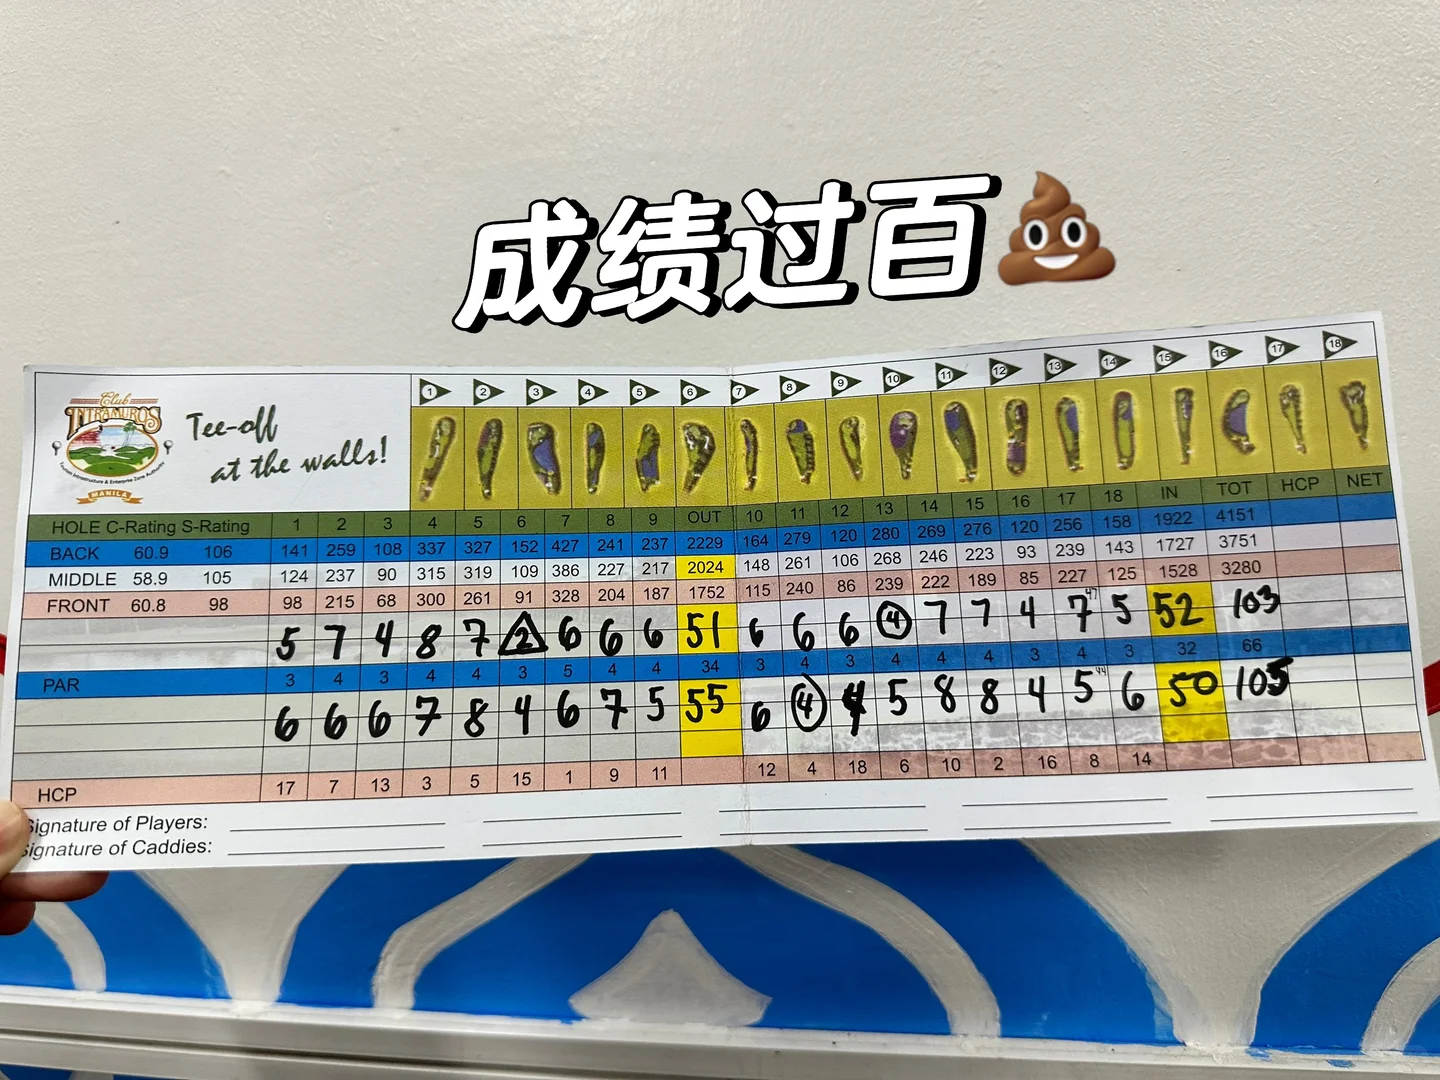 成绩过百
1 2 3 4 5 6 7 8 9 10 11 12 13 14 15 16 17 18
Club
INTRAMUROS
Tourism Infrastructure & Enterprise Zone Authority
MANILA
Tee-off
at the walls!
HOLE C-Rating S-Rating 1 2 3 4 5 6 7 8 9 OUT 10 11 12 13 14 15 16 17 18 IN TOT HCP NET
BACK 60.9 106 141 259 108 337 327 152 427 241 237 2229 164 279 120 280 269 276 120 256 158 1922 4151
MIDDLE 58.9 105 124 237 90 315 319 109 386 227 217 2024 148 261 106 268 246 223 93 239 143 1727 3751
FRONT 60.8 98 98 215 68 300 261 91 328 204 187 1752 115 240 86 239 222 189 85 227 125 1528 3280
5 7 4 8 7 2 6 6 6 51 6 6 6 4 7 7 4 7 47 5 52 103
PAR 3 4 3 4 4 3 5 4 4 34 3 4 3 4 4 4 3 4 3 32 66
6 6 6 7 8 4 6 7 5 55 6 4 4 5 8 8 4 5 44 6 50 105
HCP 17 7 13 3 5 15 1 9 11 12 4 18 6 10 2 16 8 14
Signature of Players:
Signature of Caddies: